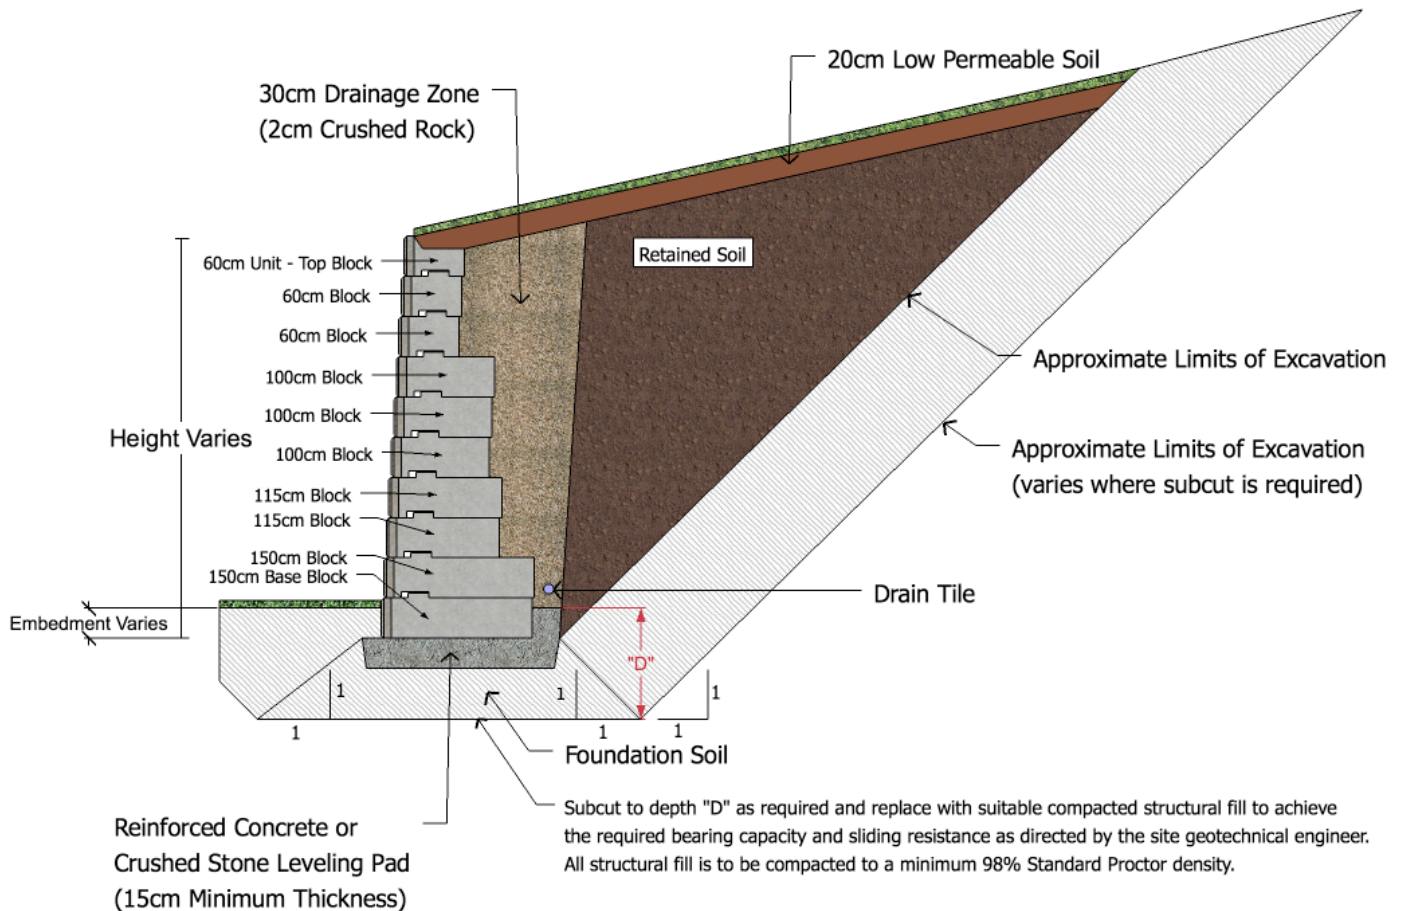 20cm Low Permeable Soil
30cm Drainage Zone
(2cm Crushed Rock)
Retained Soil
60cm Unit - Top Block
60cm Block
60cm Block
100cm Block
100cm Block
100cm Block
115cm Block
115cm Block
150cm Block
150cm Base Block
Height Varies
Embedment Varies
Approximate Limits of Excavation
Approximate Limits of Excavation
(varies where subcut is required)
Drain Tile
"D"
1
1
1
1
1
1
Foundation Soil
Subcut to depth "D" as required and replace with suitable compacted structural fill to achieve
the required bearing capacity and sliding resistance as directed by the site geotechnical engineer.
All structural fill is to be compacted to a minimum 98% Standard Proctor density.
Reinforced Concrete or
Crushed Stone Leveling Pad
(15cm Minimum Thickness)